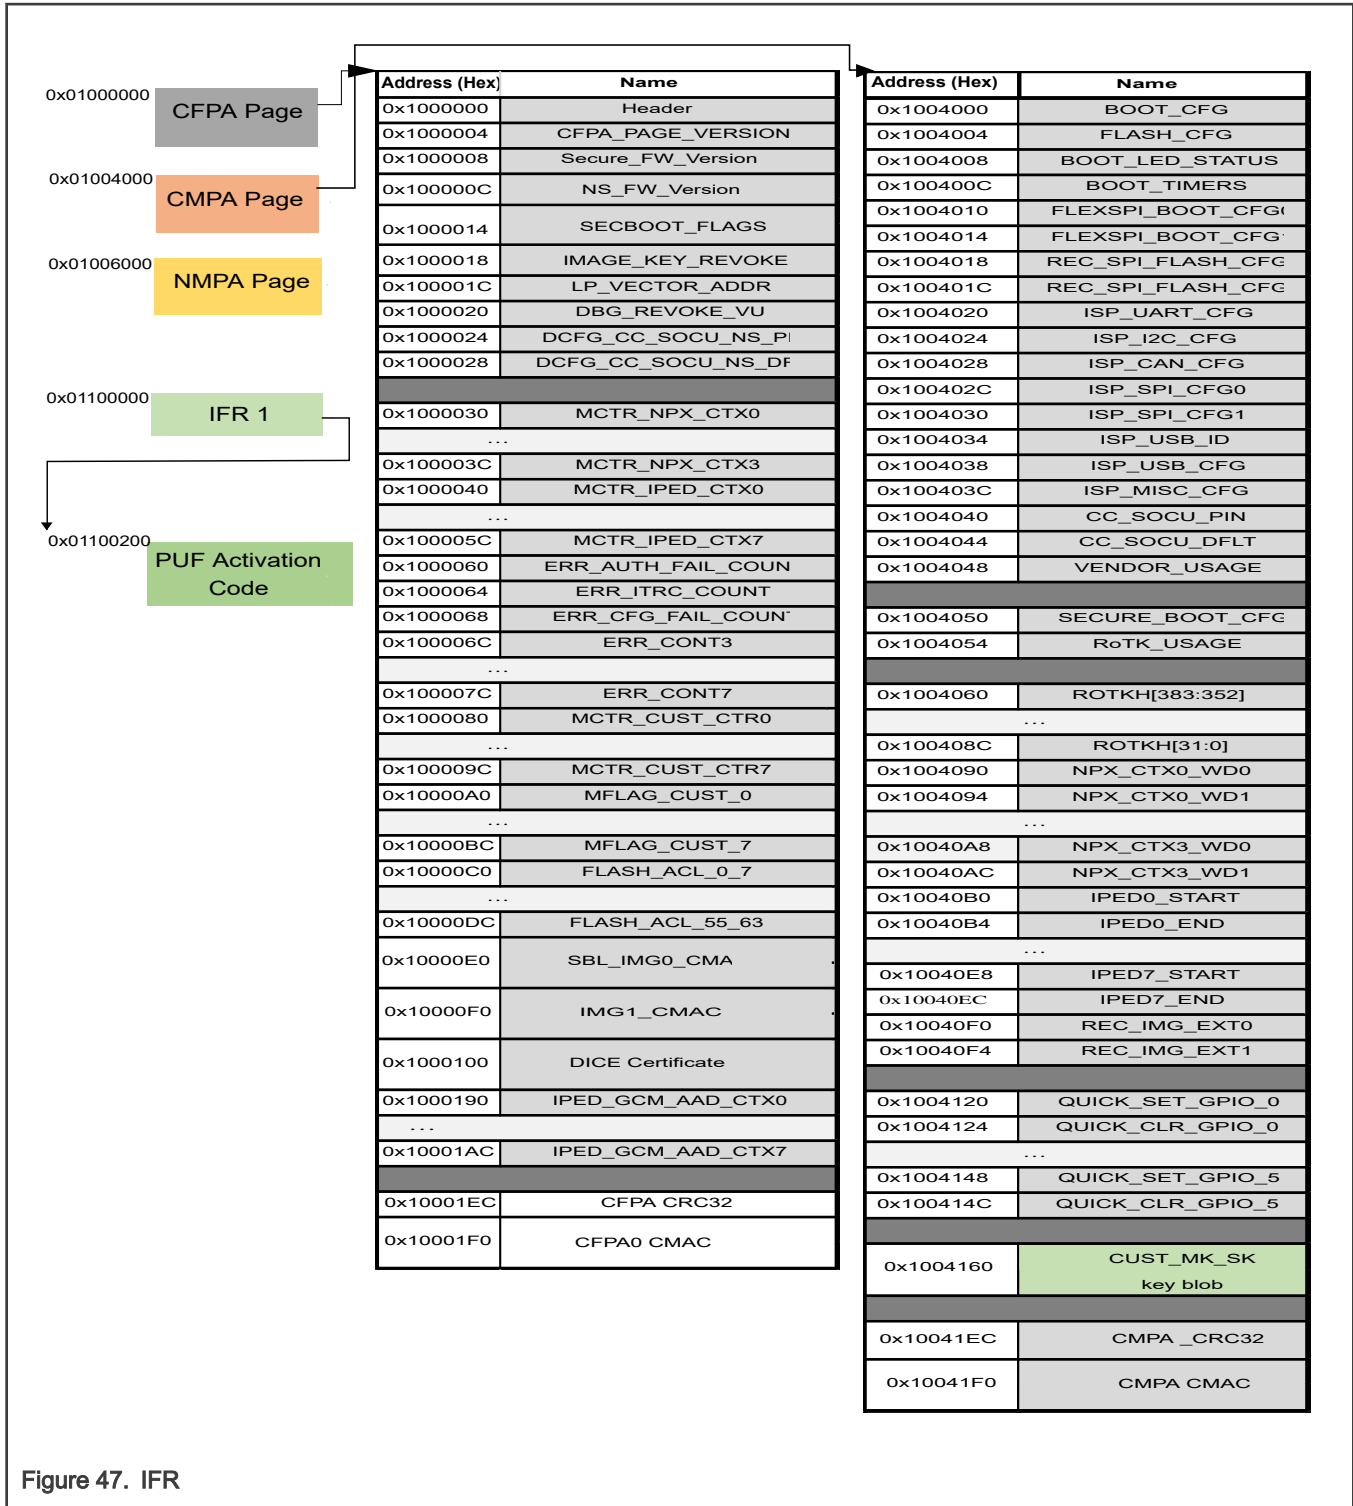 0x01000000
CFPA Page
0x01004000
CMPA Page
0x01006000
NMPA Page
0x01100000
IFR 1
0x01100200
PUF Activation
Code
Address (Hex) Name
0x1000000 Header
0x1000004 CFPA_PAGE_VERSION
0x1000008 Secure_FW_Version
0x100000C NS_FW_Version
0x1000014 SECBOOT_FLAGS
0x1000018 IMAGE_KEY_REVOKE
0x100001C LP_VECTOR_ADDR
0x1000020 DBG_REVOKE_VU
0x1000024 DCFG_CC_SOCU_NS_PI
0x1000028 DCFG_CC_SOCU_NS_DF
0x1000030 MCTR_NPX_CTX0
...
0x100003C MCTR_NPX_CTX3
0x1000040 MCTR_IPED_CTX0
...
0x100005C MCTR_IPED_CTX7
0x1000060 ERR_AUTH_FAIL_COUN
0x1000064 ERR_ITRC_COUNT
0x1000068 ERR_CFG_FAIL_COUNT
0x100006C ERR_CONT3
...
0x100007C ERR_CONT7
0x1000080 MCTR_CUST_CTR0
...
0x100009C MCTR_CUST_CTR7
0x10000A0 MFLAG_CUST_0
...
0x10000BC MFLAG_CUST_7
0x10000C0 FLASH_ACL_0_7
...
0x10000DC FLASH_ACL_55_63
0x10000E0 SBL_IMG0_CMA
0x10000F0 IMG1_CMAC
0x1000100 DICE Certificate
0x1000190 IPED_GCM_AAD_CTX0
...
0x10001AC IPED_GCM_AAD_CTX7
0x10001EC CFPA CRC32
0x10001F0 CFPA0 CMAC
Address (Hex) Name
0x1004000 BOOT_CFG
0x1004004 FLASH_CFG
0x1004008 BOOT_LED_STATUS
0x100400C BOOT_TIMERS
0x1004010 FLEXSPI_BOOT_CFG0
0x1004014 FLEXSPI_BOOT_CFG1
0x1004018 REC_SPI_FLASH_CFG
0x100401C REC_SPI_FLASH_CFG
0x1004020 ISP_UART_CFG
0x1004024 ISP_I2C_CFG
0x1004028 ISP_CAN_CFG
0x100402C ISP_SPI_CFG0
0x1004030 ISP_SPI_CFG1
0x1004034 ISP_USB_ID
0x1004038 ISP_USB_CFG
0x100403C ISP_MISC_CFG
0x1004040 CC_SOCU_PIN
0x1004044 CC_SOCU_DFLT
0x1004048 VENDOR_USAGE
0x1004050 SECURE_BOOT_CFG
0x1004054 RoTK_USAGE
0x1004060 ROTKH[383:352]
...
0x100408C ROTKH[31:0]
0x1004090 NPX_CTX0_WD0
0x1004094 NPX_CTX0_WD1
...
0x10040A8 NPX_CTX3_WD0
0x10040AC NPX_CTX3_WD1
0x10040B0 IPED0_START
0x10040B4 IPED0_END
...
0x10040E8 IPED7_START
0x10040EC IPED7_END
0x10040F0 REC_IMG_EXT0
0x10040F4 REC_IMG_EXT1
0x1004120 QUICK_SET_GPIO_0
0x1004124 QUICK_CLR_GPIO_0
...
0x1004148 QUICK_SET_GPIO_5
0x100414C QUICK_CLR_GPIO_5
0x1004160 CUST_MK_SK
key blob
0x10041EC CMPA _CRC32
0x10041F0 CMPA CMAC
Figure 47. IFR